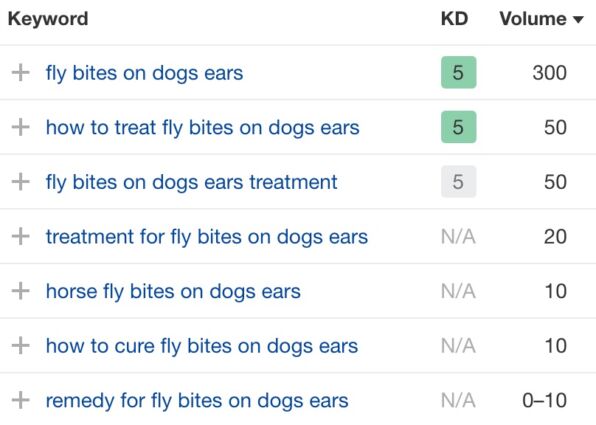 Keyword KD Volume
fly bites on dogs ears 5 300
how to treat fly bites on dogs ears 5 50
fly bites on dogs ears treatment 5 50
treatment for fly bites on dogs ears N/A 20
horse fly bites on dogs ears N/A 10
how to cure fly bites on dogs ears N/A 10
remedy for fly bites on dogs ears N/A 0–10